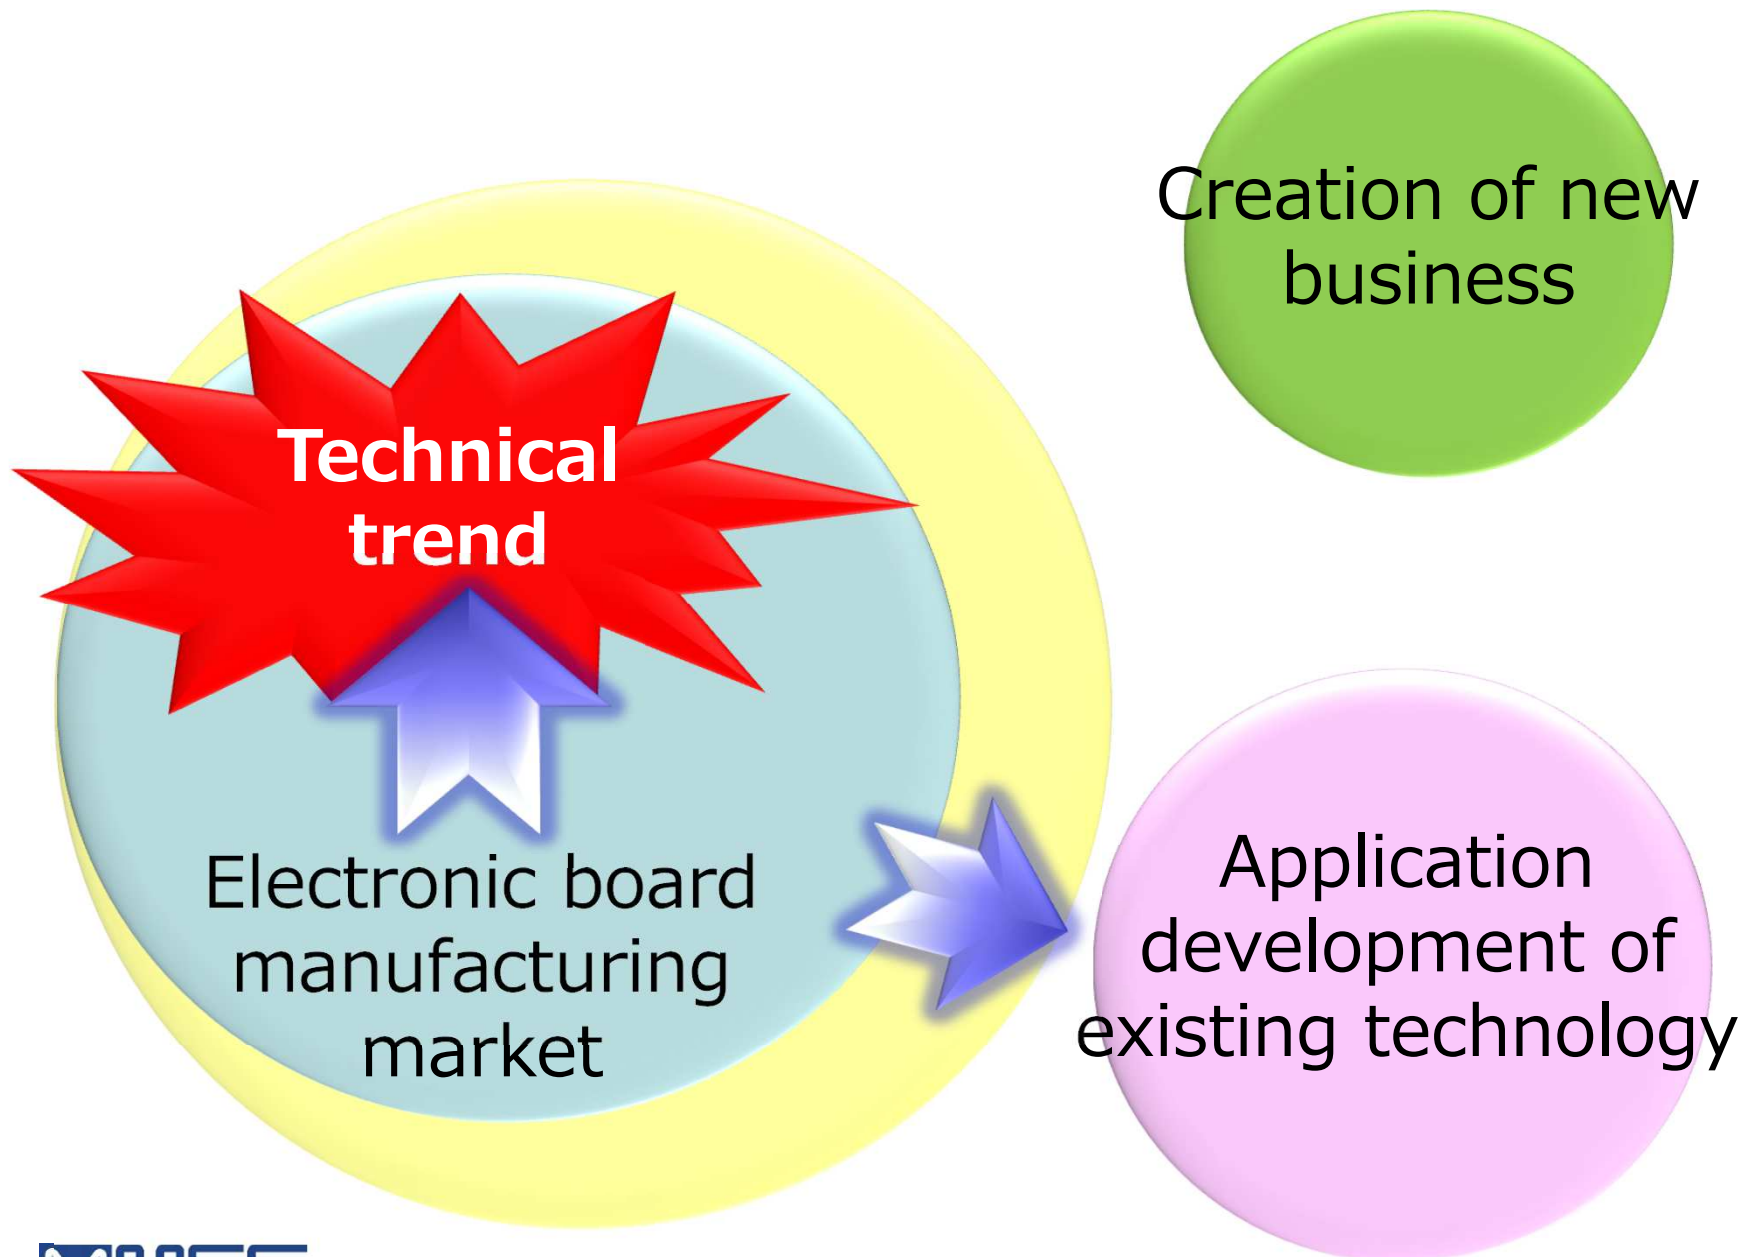 Creation of new
business
Technical
trend
Electronic board
manufacturing
market
Application
development of
existing technology